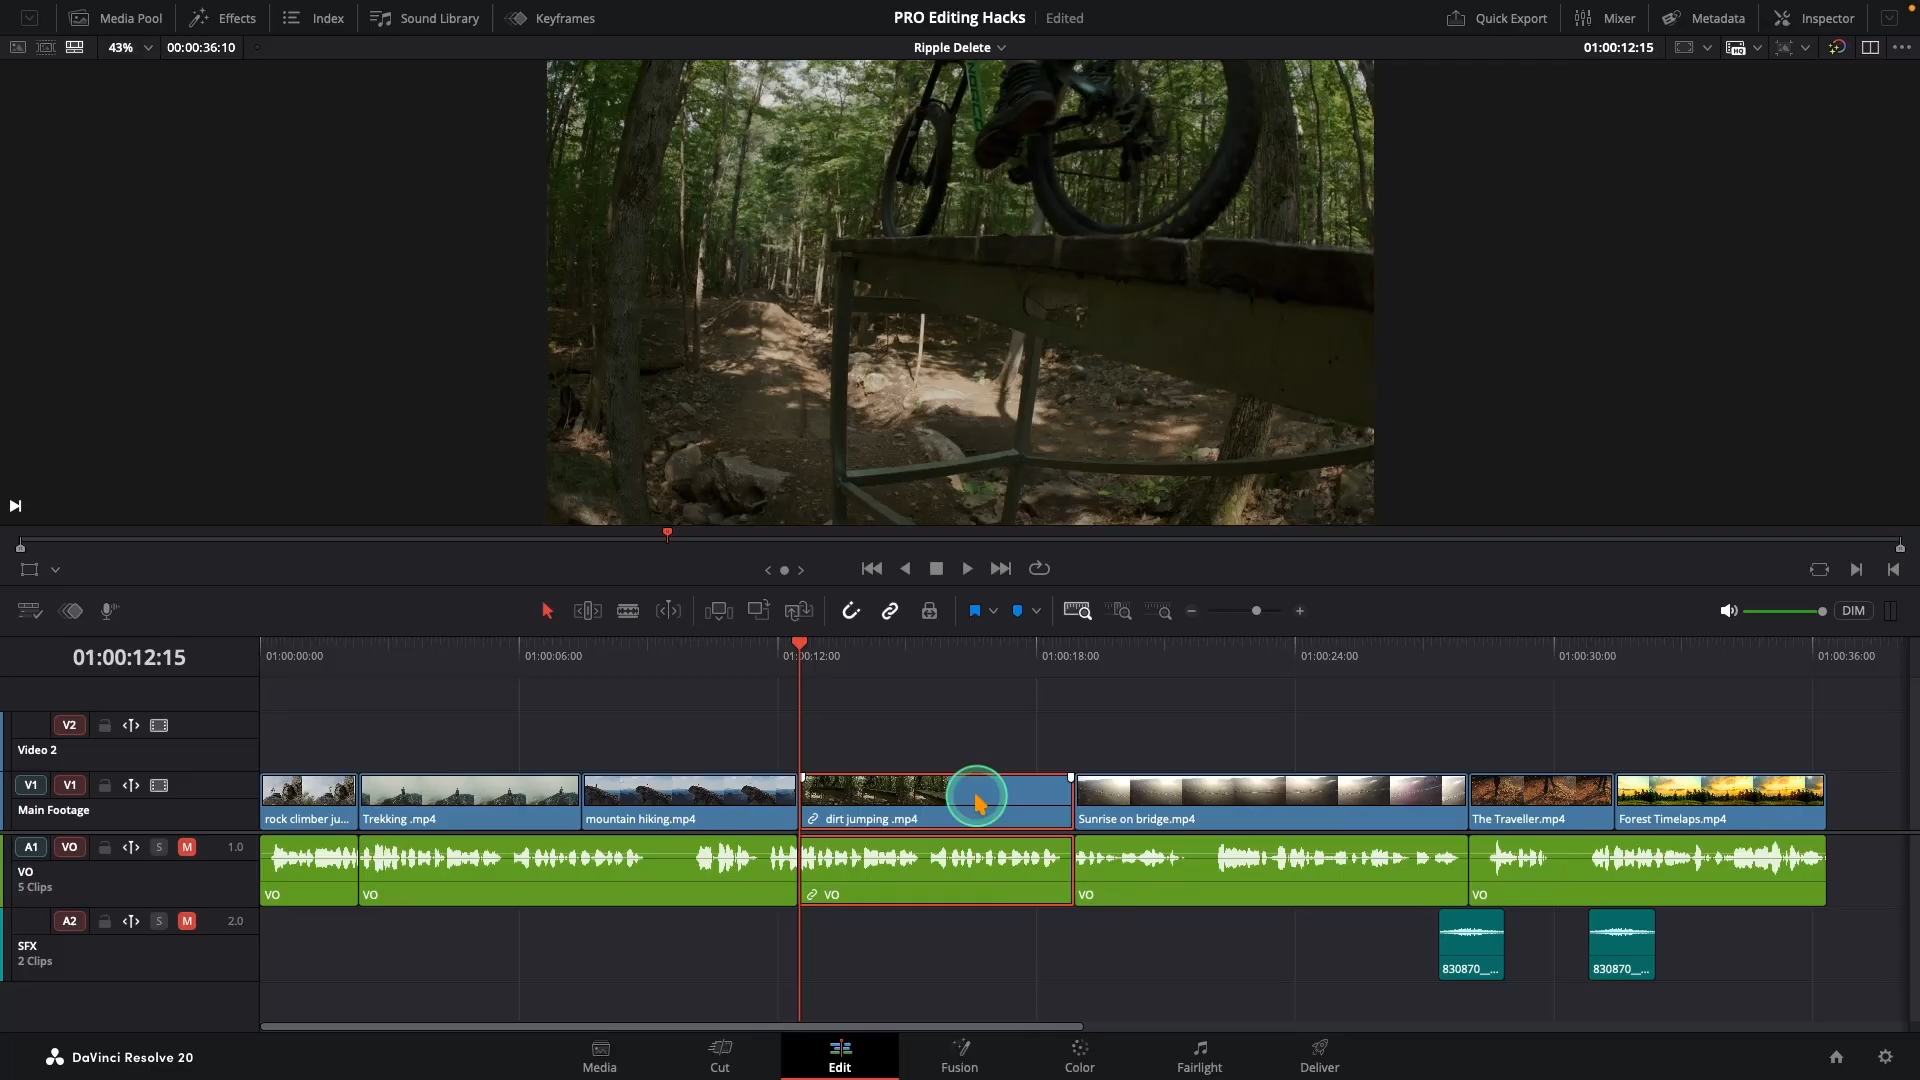 Media Pool Effects Index Sound Library Keyframes PRO Editing Hacks Edited Quick Export Mixer Metadata Inspector
43% 00:00:36:10 Ripple Delete 01:00:12:15
DIM
01:00:12:15 01:00:00:00 01:00:06:00 01:00:12:00 01:00:18:00 01:00:24:00 01:00:30:00 01:00:36:00
V2
Video 2
V1 V1
Main Footage
rock climber ju... Trekking .mp4 mountain hiking.mp4 dirt jumping .mp4 Sunrise on bridge.mp4 The Traveller.mp4 Forest Timelaps.mp4
A1 VO S M 1.0
VO
5 Clips
VO VO VO VO VO
A2 S M 2.0
SFX
2 Clips
830870__... 830870__...
DaVinci Resolve 20 Media Cut Edit Fusion Color Fairlight Deliver